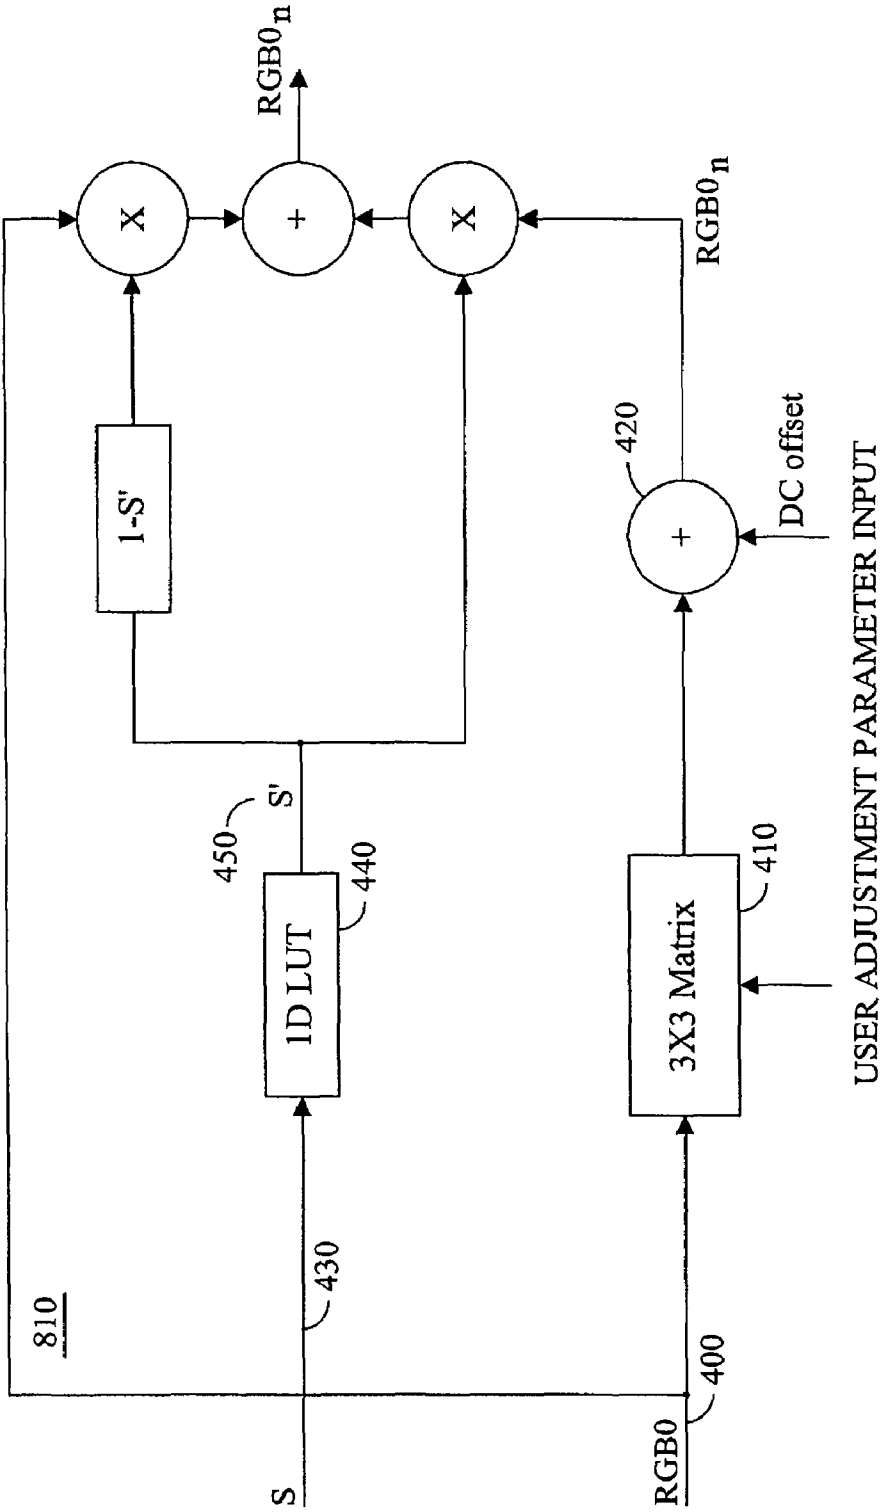 810
S
430
1D LUT
440
450
S'
1-S'
X
+
X
RGB0n
RGB0
400
3X3 Matrix
410
+
420
DC offset
RGB0n
USER ADJUSTMENT PARAMETER INPUT